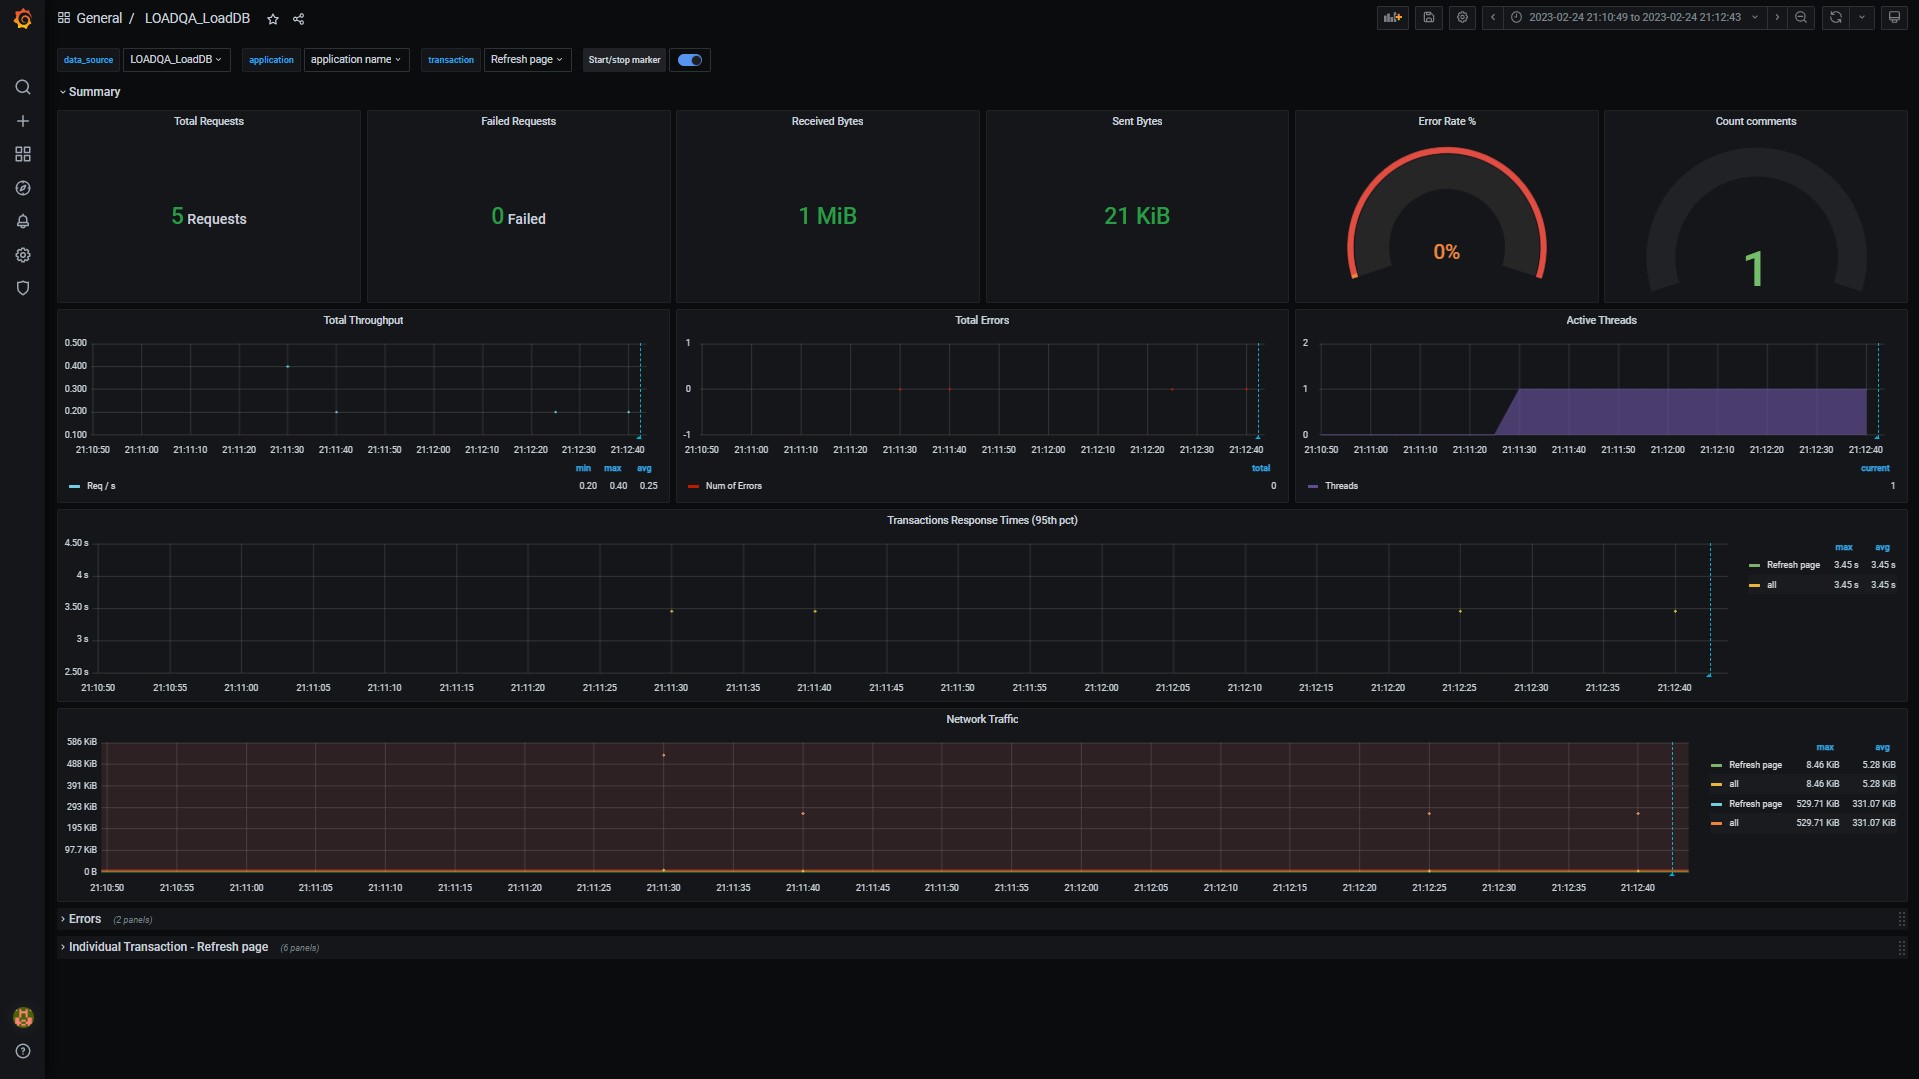 General / LOADQA_LoadDB
2023-02-24 21:10:49 to 2023-02-24 21:12:43
data_source LOADQA_LoadDB application application name transaction Refresh page Start/stop marker
Summary
Total Requests
5 Requests
Failed Requests
0 Failed
Received Bytes
1 MiB
Sent Bytes
21 KiB
Error Rate %
0%
Count comments
1
Total Throughput
0.500
0.400
0.300
0.200
0.100
21:10:50 21:11:00 21:11:10 21:11:20 21:11:30 21:11:40 21:11:50 21:12:00 21:12:10 21:12:20 21:12:30 21:12:40
min max avg
Req / s 0.20 0.40 0.25
Total Errors
1
0
-1
21:10:50 21:11:00 21:11:10 21:11:20 21:11:30 21:11:40 21:11:50 21:12:00 21:12:10 21:12:20 21:12:30 21:12:40
total
Num of Errors 0
Active Threads
2
1
0
21:10:50 21:11:00 21:11:10 21:11:20 21:11:30 21:11:40 21:11:50 21:12:00 21:12:10 21:12:20 21:12:30 21:12:40
current
Threads 1
Transactions Response Times (95th pct)
4.50 s
4 s
3.50 s
3 s
2.50 s
21:10:50 21:10:55 21:11:00 21:11:05 21:11:10 21:11:15 21:11:20 21:11:25 21:11:30 21:11:35 21:11:40 21:11:45 21:11:50 21:11:55 21:12:00 21:12:05 21:12:10 21:12:15 21:12:20 21:12:25 21:12:30 21:12:35 21:12:40
max avg
Refresh page 3.45 s 3.45 s
all 3.45 s 3.45 s
Network Traffic
586 KiB
488 KiB
391 KiB
293 KiB
195 KiB
97.7 KiB
0 B
21:10:50 21:10:55 21:11:00 21:11:05 21:11:10 21:11:15 21:11:20 21:11:25 21:11:30 21:11:35 21:11:40 21:11:45 21:11:50 21:11:55 21:12:00 21:12:05 21:12:10 21:12:15 21:12:20 21:12:25 21:12:30 21:12:35 21:12:40
max avg
Refresh page 8.46 KiB 5.28 KiB
all 8.46 KiB 5.28 KiB
Refresh page 529.71 KiB 331.07 KiB
all 529.71 KiB 331.07 KiB
Errors (2 panels)
Individual Transaction - Refresh page (6 panels)